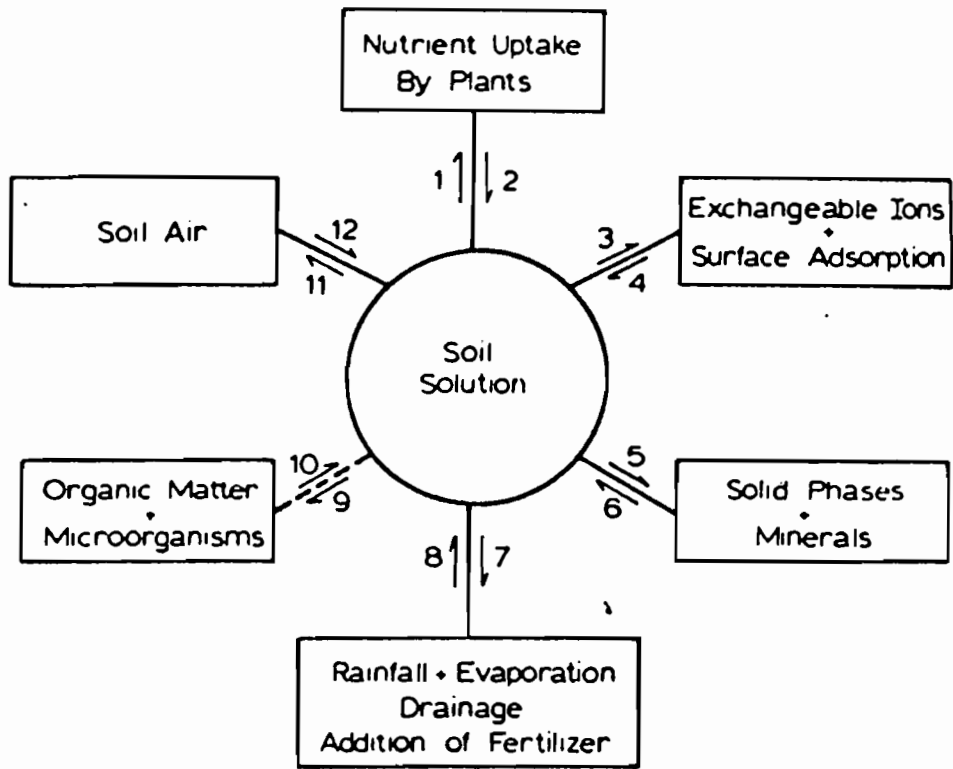 Nutrient Uptake
By Plants
1 2
Soil Air
12
11
3
4
Exchangeable Ions
+
Surface Adsorption
Soil
Solution
Organic Matter
+
Microorganisms
10
9
5
6
Solid Phases
+
Minerals
8 7
Rainfall + Evaporation
Drainage
Addition of Fertilizer